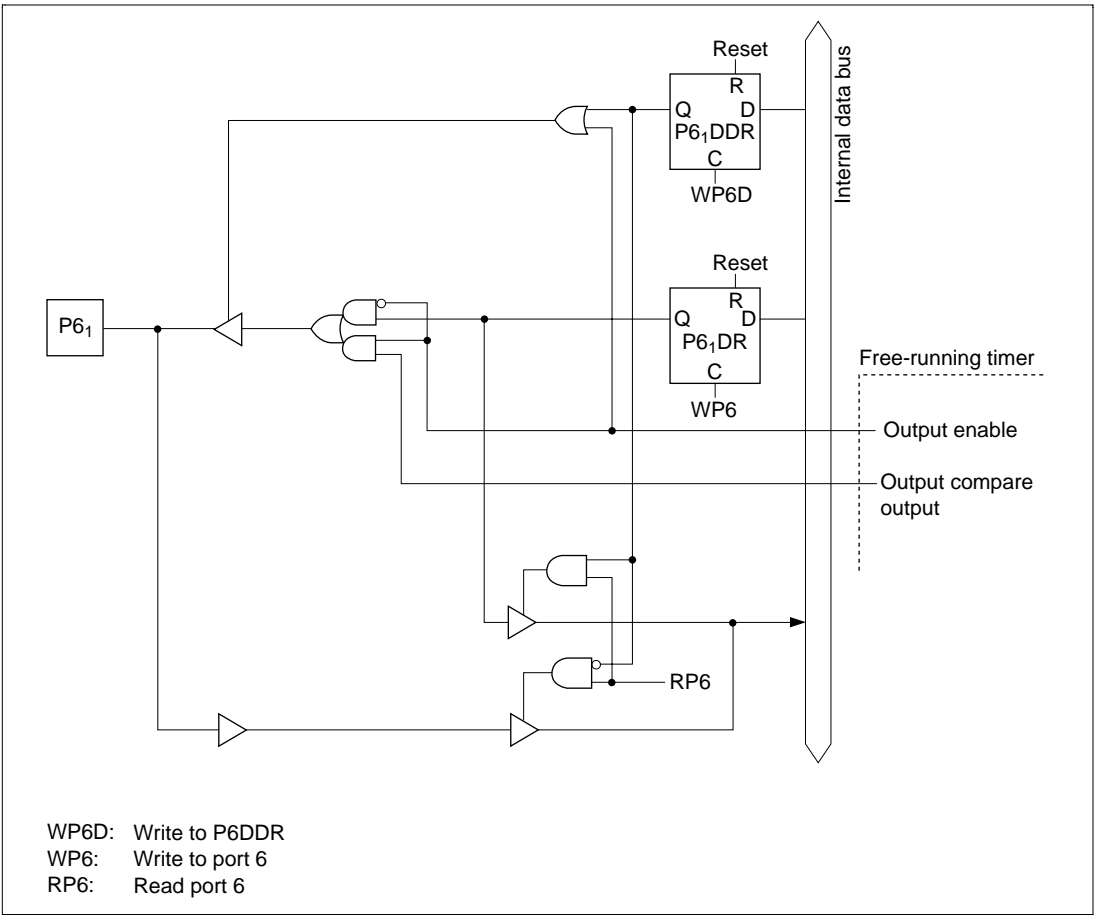 Reset
R
Q D
P6₁DDR
C
WP6D
Internal data bus
Reset
R
Q D
P6₁DR
C
WP6
P6₁
Free-running timer
Output enable
Output compare
output
RP6
WP6D: Write to P6DDR
WP6: Write to port 6
RP6: Read port 6